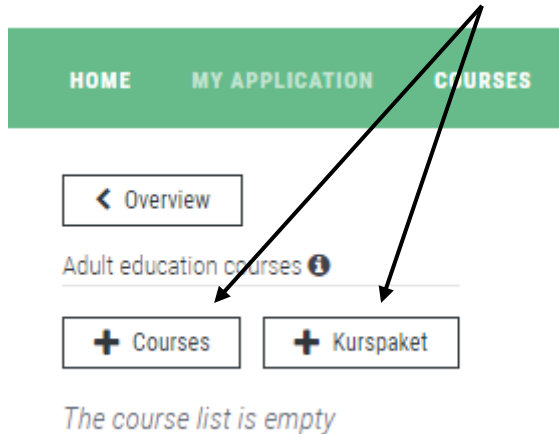 HOME MY APPLICATION COURSES
Overview
Adult education courses
Courses Kurspaket
The course list is empty